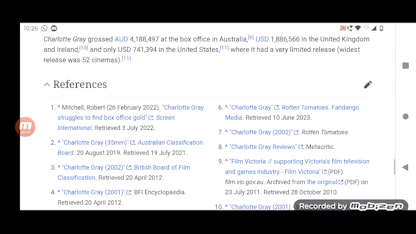 10:26
Charlotte Gray grossed AUD 4,188,497 at the box office in Australia,[9] USD 1,886,566 in the United Kingdom
and Ireland,[10] and only USD 741,394 in the United States,[11] where it had a very limited release (widest
release was 52 cinemas).[11]
References
1. ^ Mitchell, Robert (26 February 2022). "Charlotte Gray
struggles to find box office gold". Screen
International. Retrieved 3 July 2022.
2. ^ "Charlotte Gray (35mm)". Australian Classification
Board. 20 August 2019. Retrieved 19 July 2021.
3. ^ "Charlotte Gray (2002)". British Board of Film
Classification. Retrieved 20 April 2012.
4. ^ "Charlotte Gray (2001)". BFI Encyclopaedia.
Retrieved 20 April 2012.
6. ^ "Charlotte Gray". Rotten Tomatoes. Fandango
Media. Retrieved 10 June 2023.
7. ^ "Charlotte Gray (2002)". Rotten Tomatoes.
8. ^ "Charlotte Gray Reviews". Metacritic.
9. ^ "Film Victoria // supporting Victoria's film television
and games industry - Film Victoria" (PDF).
film.vic.gov.au. Archived from the original (PDF) on
23 July 2011. Retrieved 28 October 2010.
10. ^ "Charlotte Gray (2001)
Recorded by Mobizen